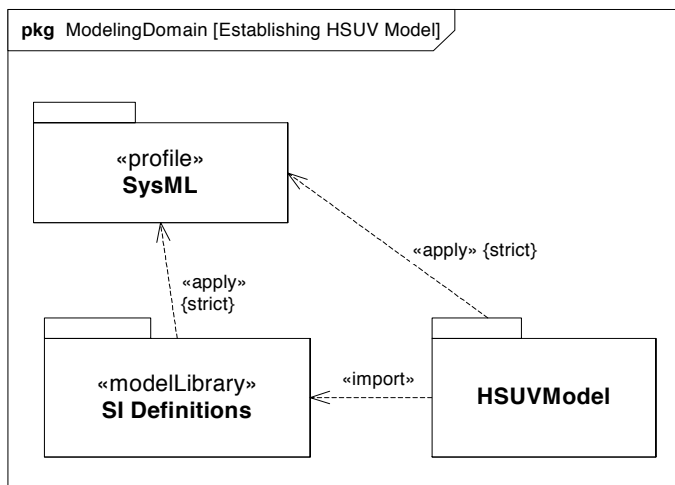 pkg ModelingDomain [Establishing HSUV Model]
«profile»
SysML
«apply» {strict}
«apply»
{strict}
«modelLibrary»
SI Definitions
«import»
HSUVModel